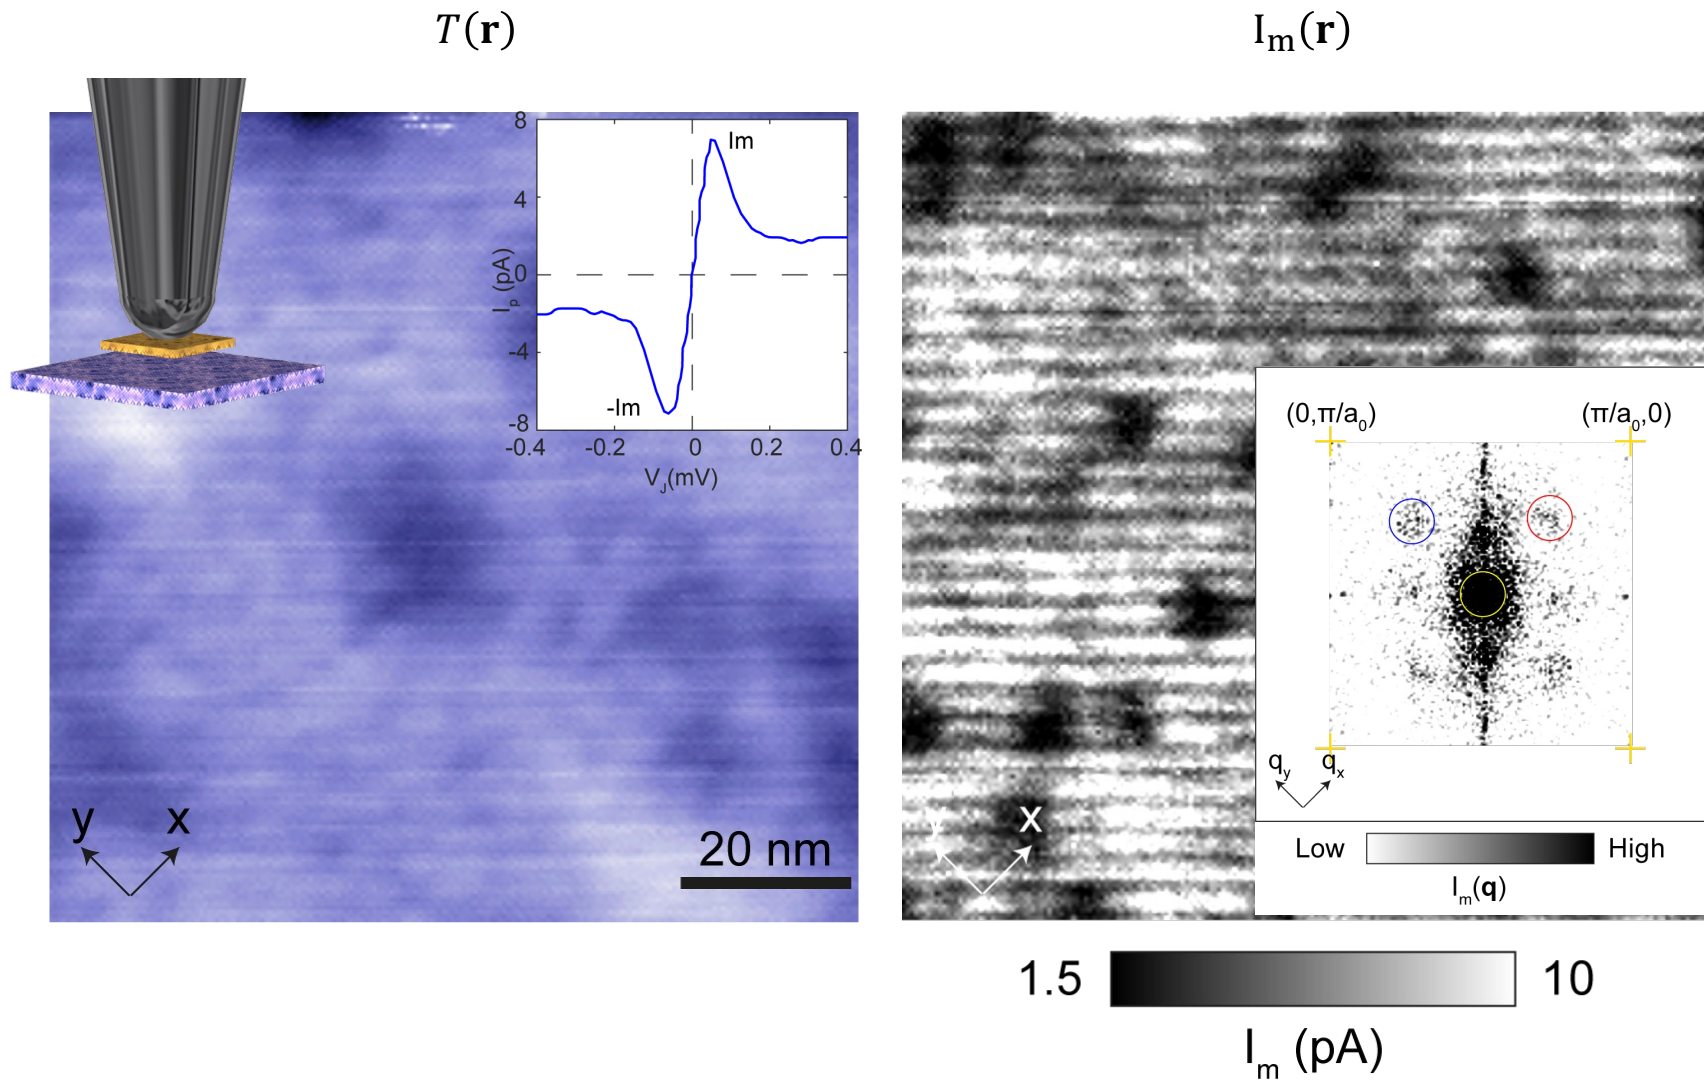 T(r)
I_m(r)
8
4
0
-4
-8
I_p (pA)
Im
-Im
-0.4 -0.2 0 0.2 0.4
V_J(mV)
y x
20 nm
(0,π/a_0) (π/a_0,0)
q_y q_x
Low High
I_m(q)
y x
1.5 10
I_m (pA)